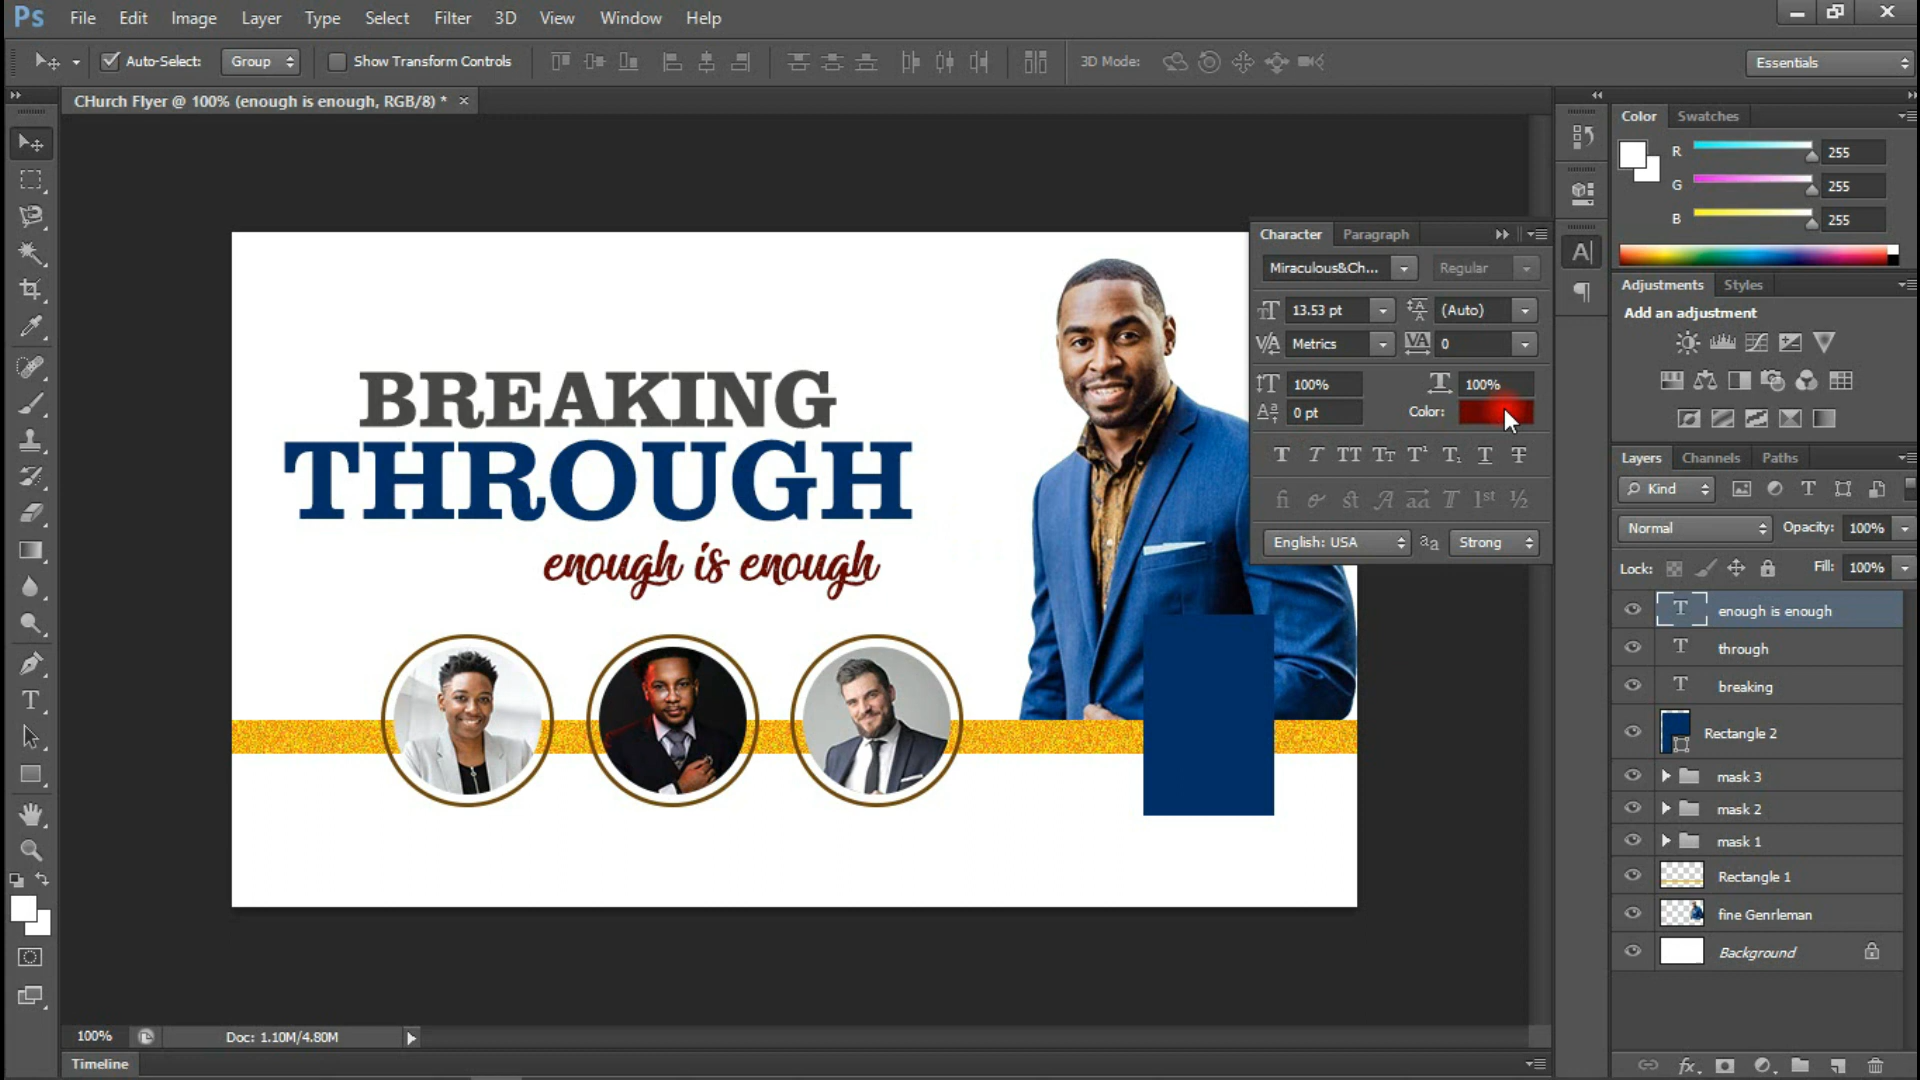 Ps File Edit Image Layer Type Select Filter 3D View Window Help
Auto-Select: Group Show Transform Controls 3D Mode: Essentials
CHurch Flyer @ 100% (enough is enough, RGB/8) * ×
Color Swatches
R 255
G 255
B 255
Character Paragraph
Miraculous&Ch... Regular
13.53 pt (Auto)
Metrics 0
100% 100%
0 pt Color:
English: USA Strong
Adjustments Styles
Add an adjustment
BREAKING
THROUGH
enough is enough
Layers Channels Paths
Kind
Normal Opacity: 100%
Lock: Fill: 100%
enough is enough
through
breaking
Rectangle 2
mask 3
mask 2
mask 1
Rectangle 1
fine Genrleman
Background
100% Doc: 1.10M/4.80M
Timeline